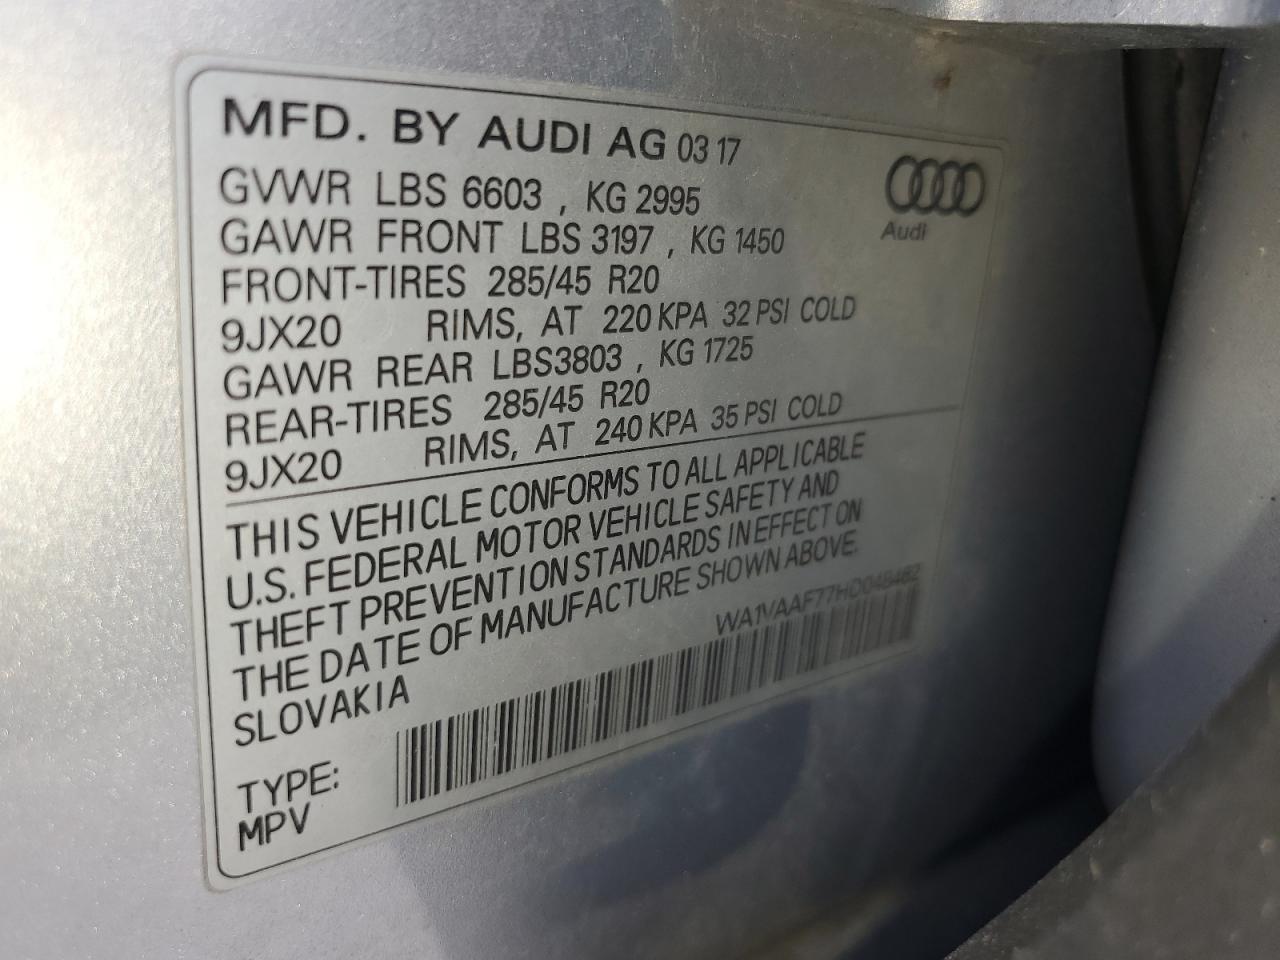 MFD. BY AUDI AG 03 17
GVWR LBS 6603 , KG 2995
GAWR FRONT LBS 3197 , KG 1450
FRONT-TIRES 285/45 R20
9JX20 RIMS, AT 220 KPA 32 PSI COLD
GAWR REAR LBS3803 , KG 1725
REAR-TIRES 285/45 R20
9JX20 RIMS, AT 240 KPA 35 PSI COLD
THIS VEHICLE CONFORMS TO ALL APPLICABLE
U.S. FEDERAL MOTOR VEHICLE SAFETY AND
THEFT PREVENTION STANDARDS IN EFFECT ON
THE DATE OF MANUFACTURE SHOWN ABOVE.
SLOVAKIA
WA1VAAF77HD048462
TYPE:
MPV
Audi